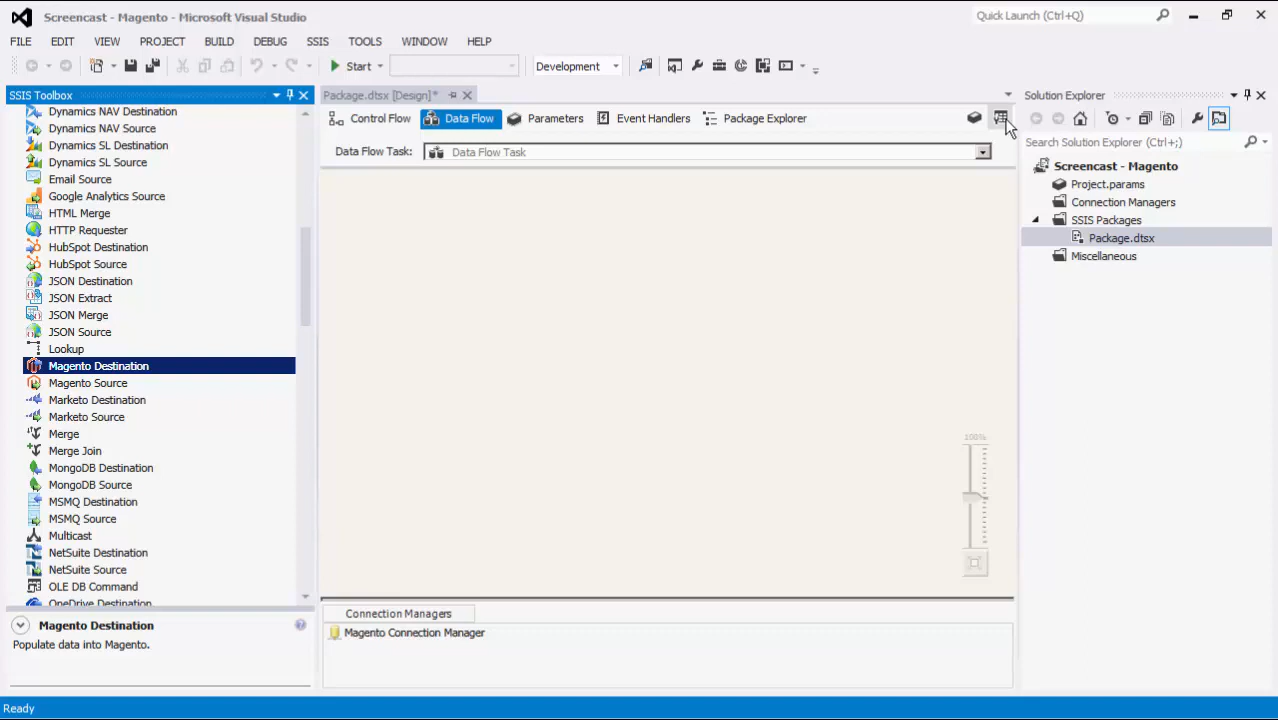 Screencast - Magento - Microsoft Visual Studio
Quick Launch (Ctrl+Q)
FILE EDIT VIEW PROJECT BUILD DEBUG SSIS TOOLS WINDOW HELP
Start
Development
SSIS Toolbox
Dynamics NAV Destination
Dynamics NAV Source
Dynamics SL Destination
Dynamics SL Source
Email Source
Google Analytics Source
HTML Merge
HTTP Requester
HubSpot Destination
HubSpot Source
JSON Destination
JSON Extract
JSON Merge
JSON Source
Lookup
Magento Destination
Magento Source
Marketo Destination
Marketo Source
Merge
Merge Join
MongoDB Destination
MongoDB Source
MSMQ Destination
MSMQ Source
Multicast
NetSuite Destination
NetSuite Source
OLE DB Command
OneDrive Destination
Magento Destination
Populate data into Magento.
Package.dtsx [Design]*
Control Flow Data Flow Parameters Event Handlers Package Explorer
Data Flow Task: Data Flow Task
100%
Connection Managers
Magento Connection Manager
Solution Explorer
Search Solution Explorer (Ctrl+;)
Screencast - Magento
Project.params
Connection Managers
SSIS Packages
Package.dtsx
Miscellaneous
Ready